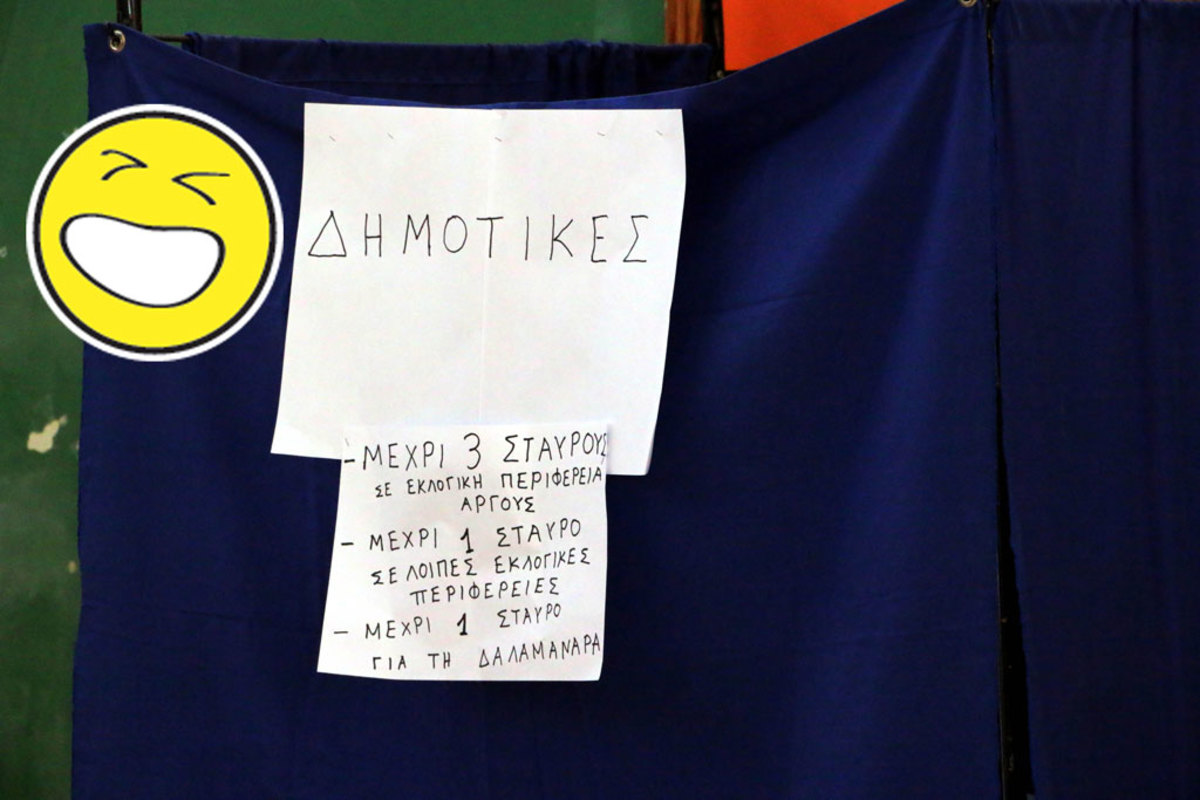 ΔΗΜΟΤΙΚΕΣ
- ΜΕΧΡΙ 3 ΣΤΑΥΡΟΥΣ
ΣΕ ΕΚΛΟΓΙΚΗ ΠΕΡΙΦΕΡΕΙΑ
ΑΡΓΟΥΣ
- ΜΕΧΡΙ 1 ΣΤΑΥΡΟ
ΣΕ ΛΟΙΠΕΣ ΕΚΛΟΓΙΚΕΣ
ΠΕΡΙΦΕΡΕΙΕΣ
- ΜΕΧΡΙ 1 ΣΤΑΥΡΟ
ΓΙΑ ΤΗ ΔΑΛΑΜΑΝΑΡΑ